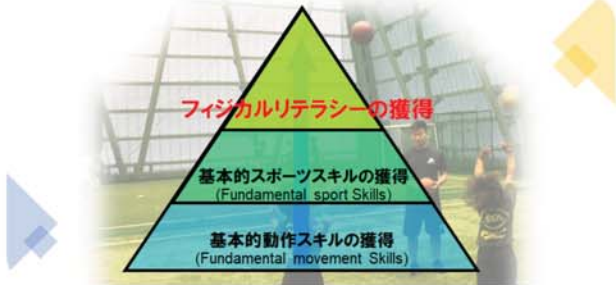 フィジカルリテラシーの獲得
基本的スポーツスキルの獲得
(Fundamental sport Skills)
基本的動作スキルの獲得
(Fundamental movement Skills)